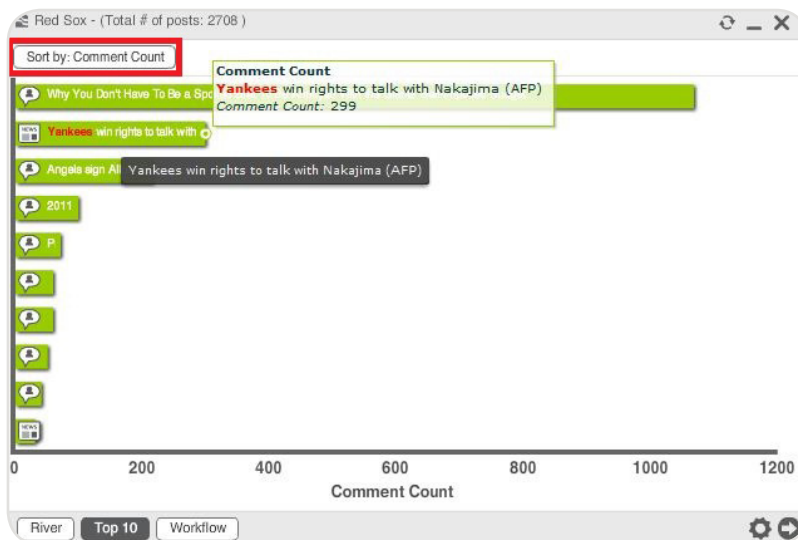 Red Sox - (Total # of posts: 2708 )
Sort by: Comment Count
Comment Count
Yankees win rights to talk with Nakajima (AFP)
Comment Count: 299
Why You Don't Have To Be a Spo
NEWS Yankees win rights to talk with
Angels sign Al
Yankees win rights to talk with Nakajima (AFP)
2011
P
NEWS
0 200 400 600 800 1000 1200
Comment Count
River Top 10 Workflow